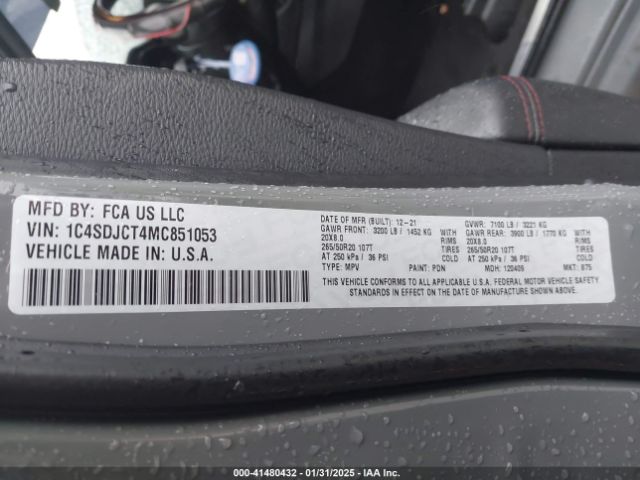 MFD BY: FCA US LLC
VIN: 1C4SDJCT4MC851053
VEHICLE MADE IN: U.S.A.
DATE OF MFR (BUILT): 12-21 GVWR: 7100 LB / 3221 KG
GAWR FRONT: 3200 LB / 1452 KG WITH GAWR REAR: 3900 LB / 1770 KG WITH
20X8.0 RIMS 20X8.0 RIMS
265/50R20 107T TIRES 265/50R20 107T TIRES
AT 250 kPa / 36 PSI COLD AT 250 kPa / 36 PSI COLD
TYPE: MPV PAINT: PDN MDH: 120409 MKT: 875
THIS VEHICLE CONFORMS TO ALL APPLICABLE U.S.A. FEDERAL MOTOR VEHICLE SAFETY
STANDARDS IN EFFECT ON THE DATE OF MANUFACTURE SHOWN ABOVE.
000-41480432 - 01/31/2025 - IAA Inc.